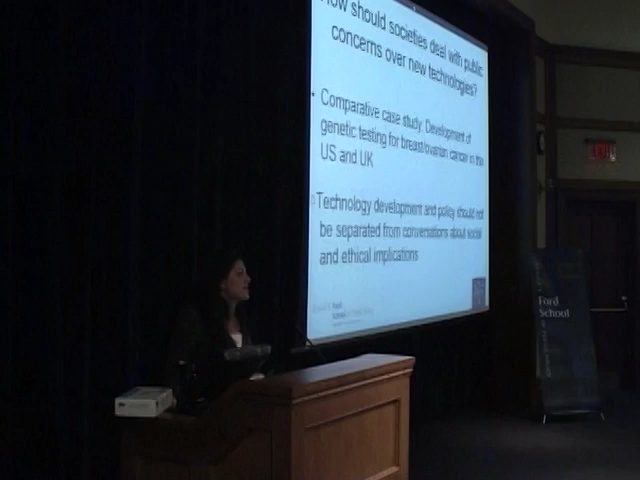 How should societies deal with public
concerns over new technologies?
• Comparative case study: Development of
genetic testing for breast/ovarian cancer in the
US and UK
Technology development and policy should not
be separated from conversations about social
and ethical implications
Ford
School
EXIT